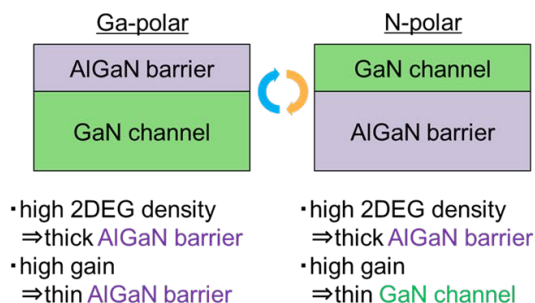 Ga-polar
N-polar
AlGaN barrier
GaN channel
GaN channel
AlGaN barrier
・high 2DEG density
⇒thick AlGaN barrier
・high gain
⇒thin AlGaN barrier
・high 2DEG density
⇒thick AlGaN barrier
・high gain
⇒thin GaN channel